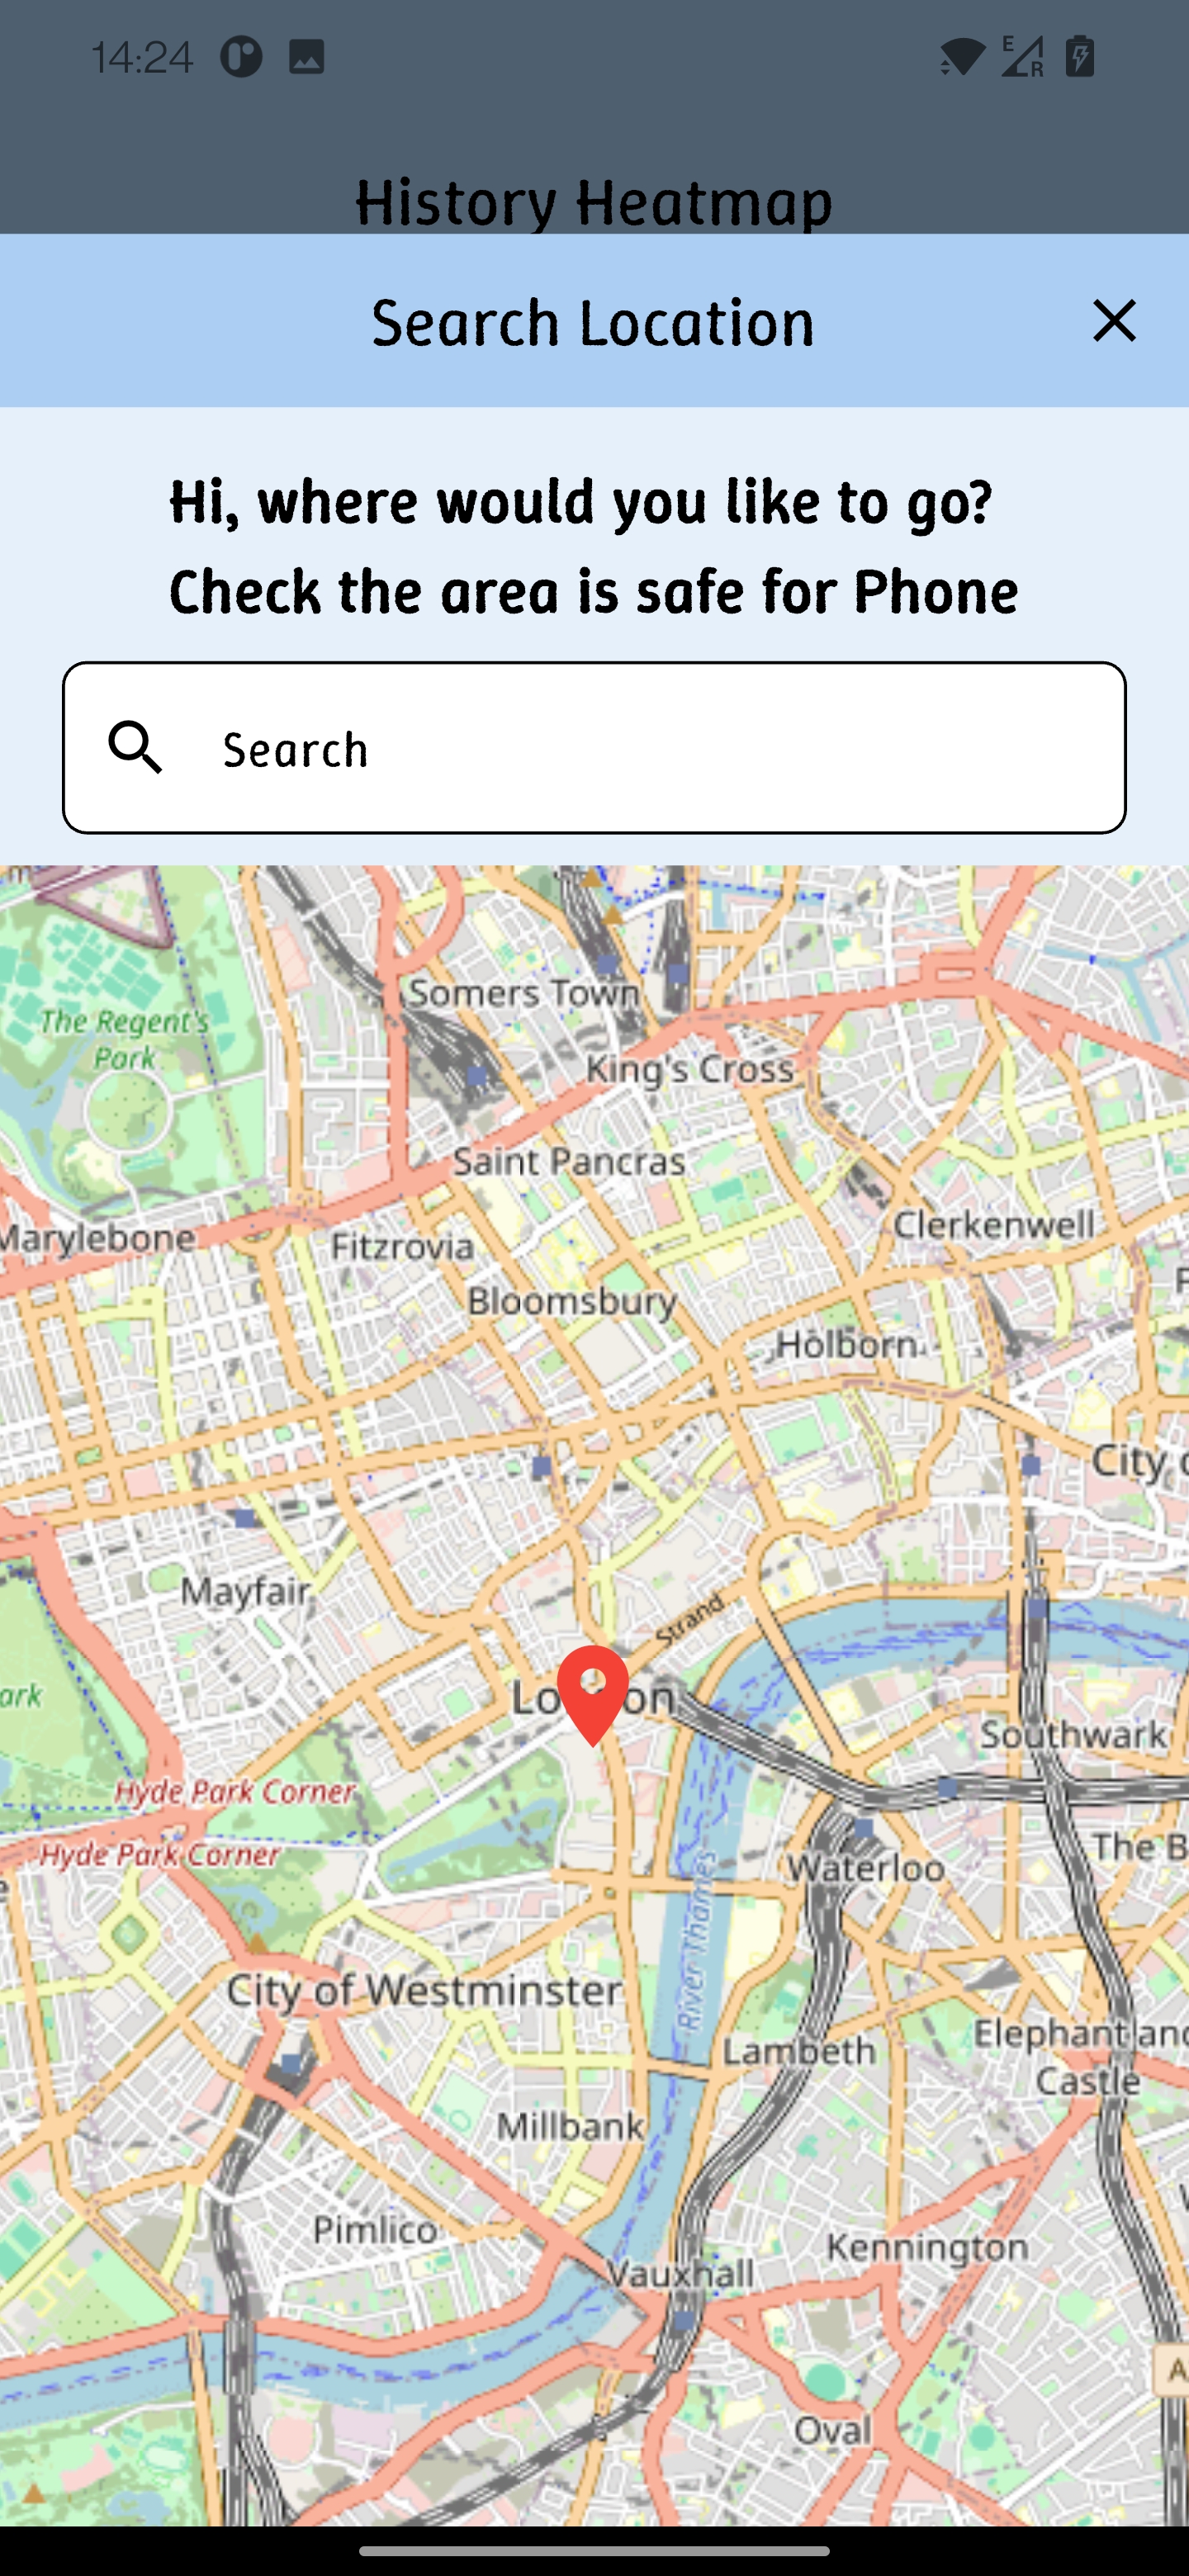 14:24
E
R
History Heatmap
Search Location
Hi, where would you like to go?
Check the area is safe for Phone
Search
Somers Town
The Regent's
Park
King's Cross
Saint Pancras
Clerkenwell
Marylebone
Fitzrovia
Bloomsbury
Holborn
City
Mayfair
Strand
ark
Southwark
Hyde Park Corner
Hyde Park Corner
The B
Waterloo
River Thames
City of Westminster
Lambeth
Elephant and
Castle
Millbank
Pimlico
Kennington
Vauxhall
A
Oval